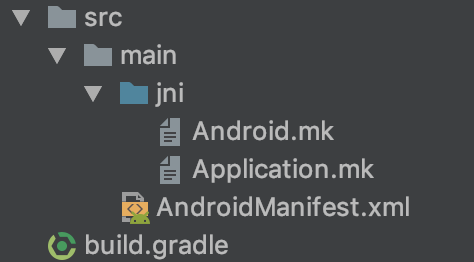 src
main
jni
Android.mk
Application.mk
AndroidManifest.xml
build.gradle